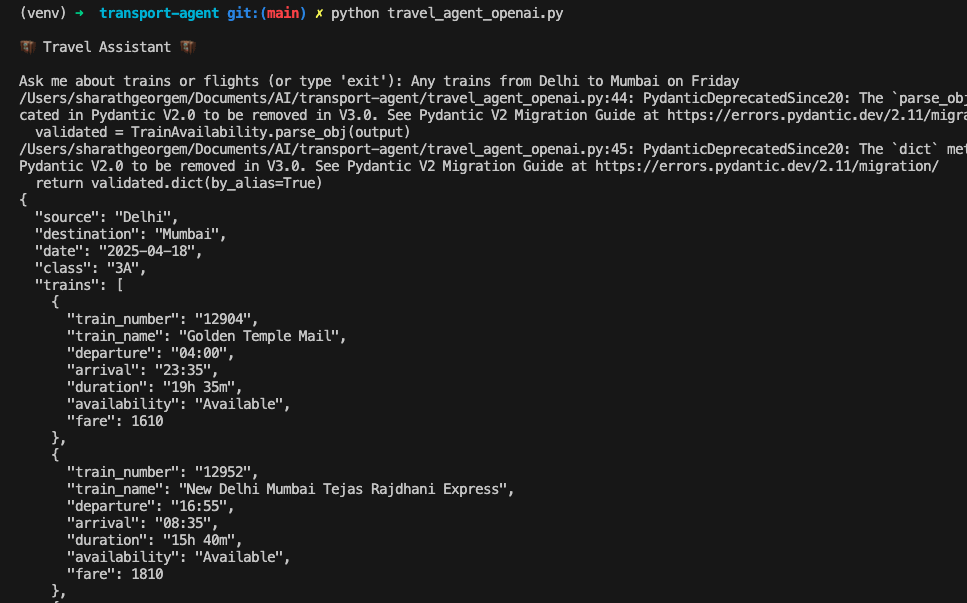 (venv) → transport-agent git:(main) ✗ python travel_agent_openai.py
Travel Assistant
Ask me about trains or flights (or type 'exit'): Any trains from Delhi to Mumbai on Friday
/Users/sharathgeorgem/Documents/AI/transport-agent/travel_agent_openai.py:44: PydanticDeprecatedSince20: The `parse_obj
cated in Pydantic V2.0 to be removed in V3.0. See Pydantic V2 Migration Guide at https://errors.pydantic.dev/2.11/migra
validated = TrainAvailability.parse_obj(output)
/Users/sharathgeorgem/Documents/AI/transport-agent/travel_agent_openai.py:45: PydanticDeprecatedSince20: The `dict` met
Pydantic V2.0 to be removed in V3.0. See Pydantic V2 Migration Guide at https://errors.pydantic.dev/2.11/migration/
return validated.dict(by_alias=True)
{
"source": "Delhi",
"destination": "Mumbai",
"date": "2025-04-18",
"class": "3A",
"trains": [
{
"train_number": "12904",
"train_name": "Golden Temple Mail",
"departure": "04:00",
"arrival": "23:35",
"duration": "19h 35m",
"availability": "Available",
"fare": 1610
},
{
"train_number": "12952",
"train_name": "New Delhi Mumbai Tejas Rajdhani Express",
"departure": "16:55",
"arrival": "08:35",
"duration": "15h 40m",
"availability": "Available",
"fare": 1810
},